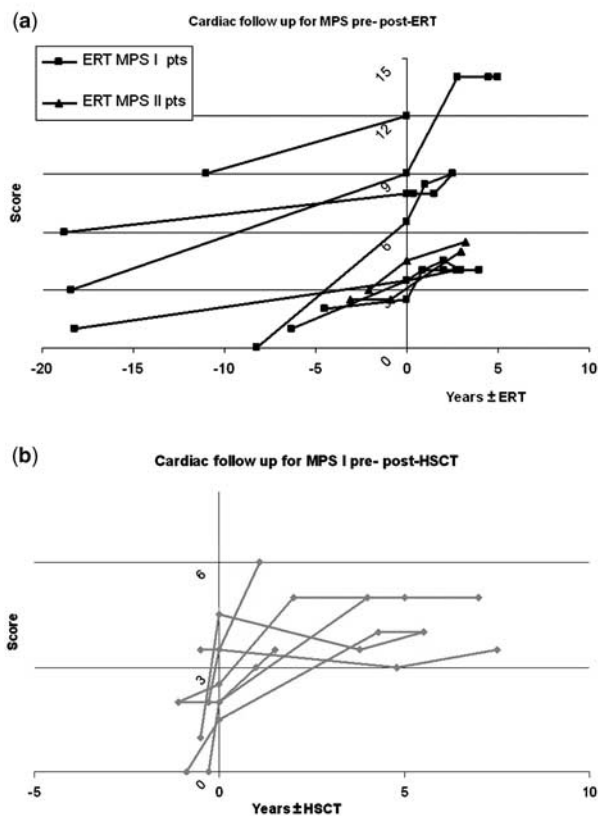 (a)
Cardiac follow up for MPS pre- post-ERT
ERT MPS I pts
ERT MPS II pts
15
12
9
6
3
0
Score
-20 -15 -10 -5 0 5 10
Years ± ERT
(b)
Cardiac follow up for MPS I pre- post-HSCT
6
3
0
Score
-5 0 5 10
Years ± HSCT